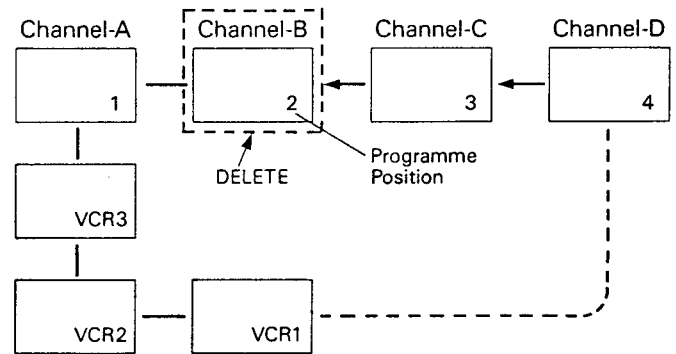 Channel-A
Channel-B
Channel-C
Channel-D
1
2
3
4
DELETE
Programme
Position
VCR3
VCR2
VCR1